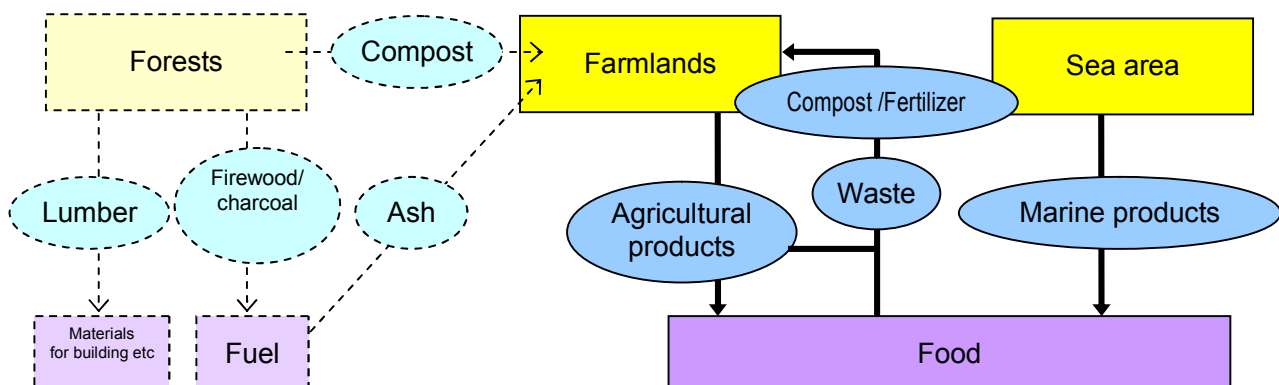 Forests
Compost
Farmlands
Sea area
Compost /Fertilizer
Firewood/
charcoal
Lumber
Ash
Agricultural
products
Waste
Marine products
Materials
for building etc
Fuel
Food